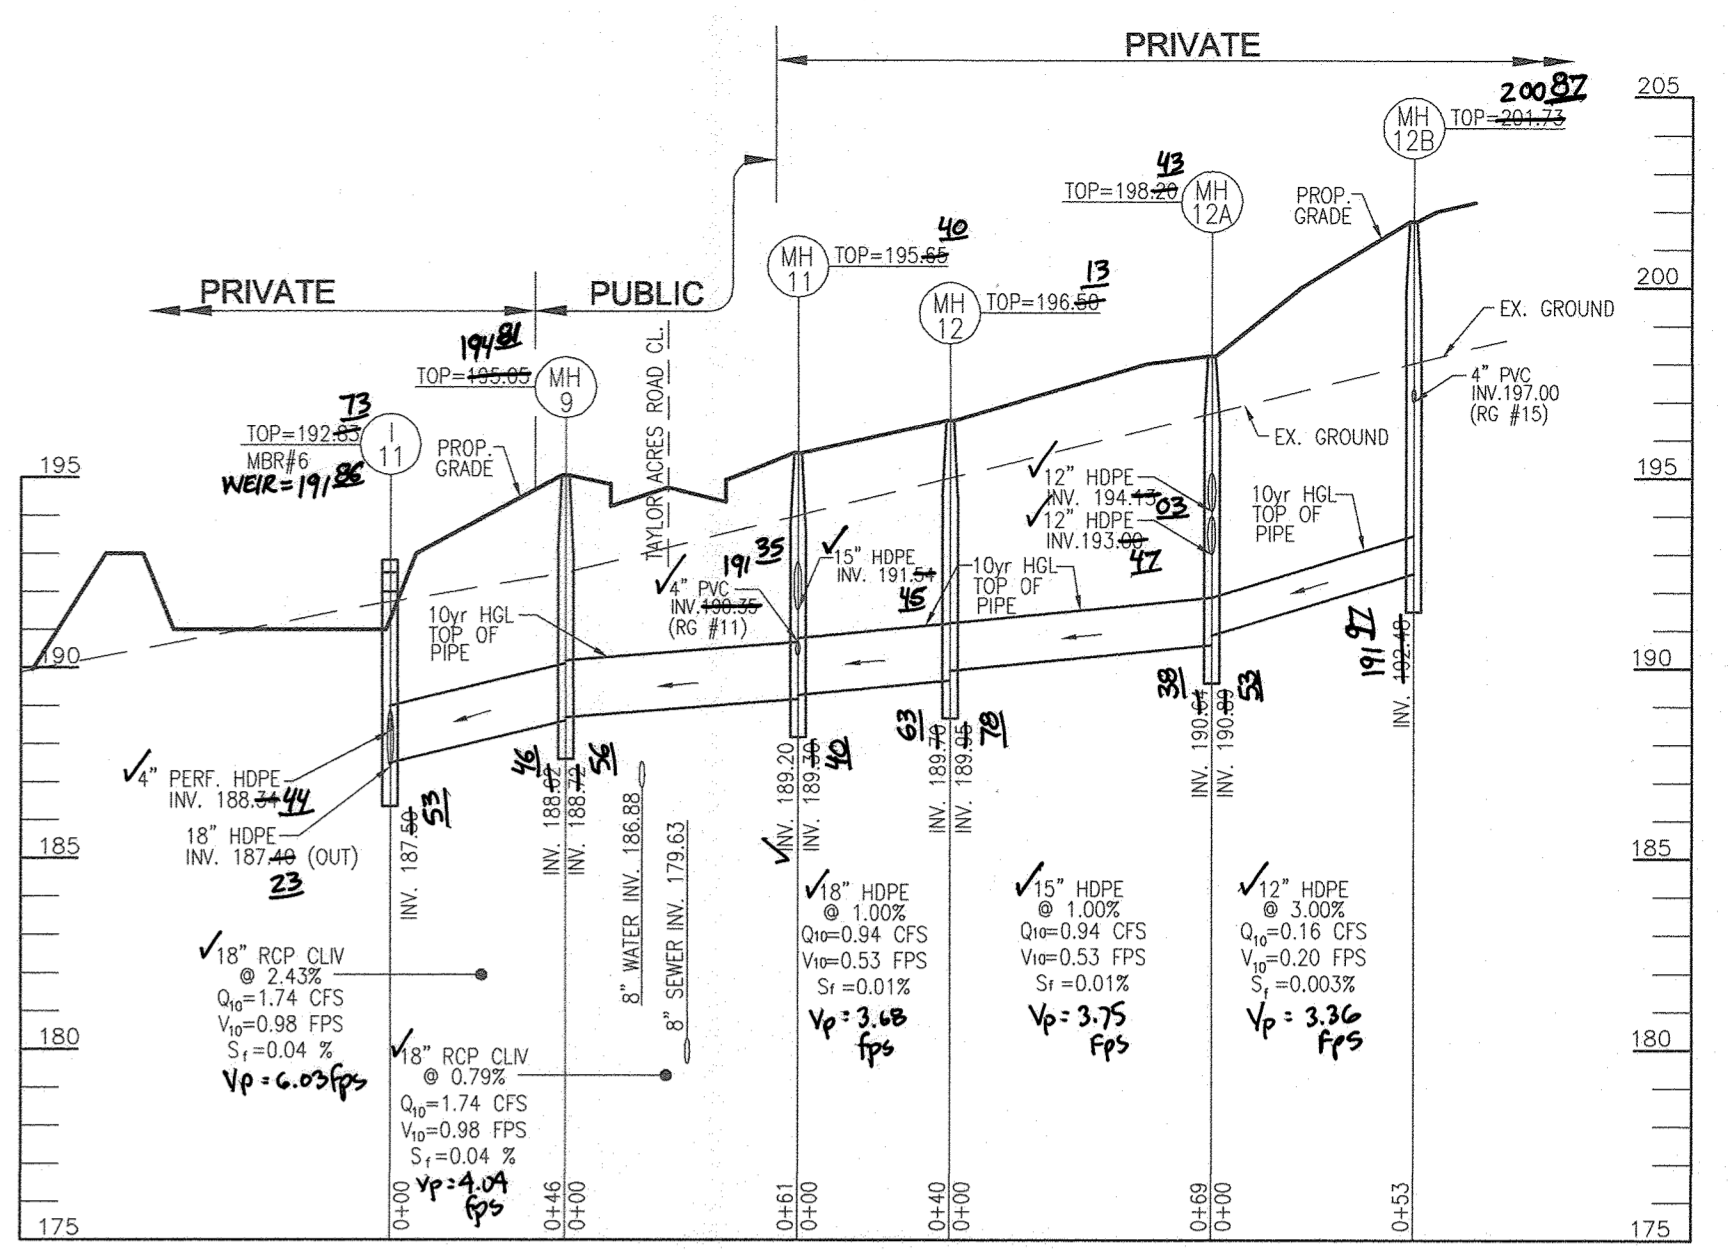 PRIVATE
205
200 87
TOP=201.73
MH
12B
43
TOP=198.20
MH
12A
PROP.
GRADE
40
TOP=195.65
MH
11
13
TOP=196.50
MH
12
200
200
EX. GROUND
PRIVATE
PUBLIC
TAYLOR ACRES ROAD CL.
194 81
TOP=195.05
MH
9
4" PVC
INV.197.00
(RG #15)
73
TOP=192.83
MBR#6
WEIR=191 86
I
11
PROP.
GRADE
EX. GROUND
195
195
✓12" HDPE
INV. 194.13
03
✓12" HDPE
INV.193.00
47
10yr HGL
TOP OF
PIPE
191 35
✓4" PVC
INV.190.35
(RG #11)
✓15" HDPE
INV. 191.54
45
10yr HGL
TOP OF
PIPE
10yr HGL
TOP OF
PIPE
190
190
191 97
INV. 192.48
38
INV. 190.64
INV. 190.89
53
63
INV. 189.70
INV. 189.95
78
✓INV. 189.20
INV. 189.30
40
46
INV. 188.62
INV. 188.72
56
✓4" PERF. HDPE
INV. 188.34 44
18" HDPE
INV. 187.40 (OUT)
23
INV. 187.50
53
8" WATER INV. 186.88
8" SEWER INV. 179.63
185
185
✓18" HDPE
@ 1.00%
Q10=0.94 CFS
V10=0.53 FPS
Sf=0.01%
Vp=3.68
fps
✓15" HDPE
@ 1.00%
Q10=0.94 CFS
V10=0.53 FPS
Sf=0.01%
Vp=3.75
FPS
✓12" HDPE
@ 3.00%
Q10=0.16 CFS
V10=0.20 FPS
Sf=0.003%
Vp= 3.36
FPS
✓18" RCP CLIV
@ 2.43%
Q10=1.74 CFS
V10=0.98 FPS
Sf=0.04 %
Vp=6.03fps
✓18" RCP CLIV
@ 0.79%
Q10=1.74 CFS
V10=0.98 FPS
Sf=0.04 %
Vp=4.04
fps
180
180
0+00
0+46
0+00
0+61
0+00
0+40
0+00
0+69
0+00
0+53
175
175